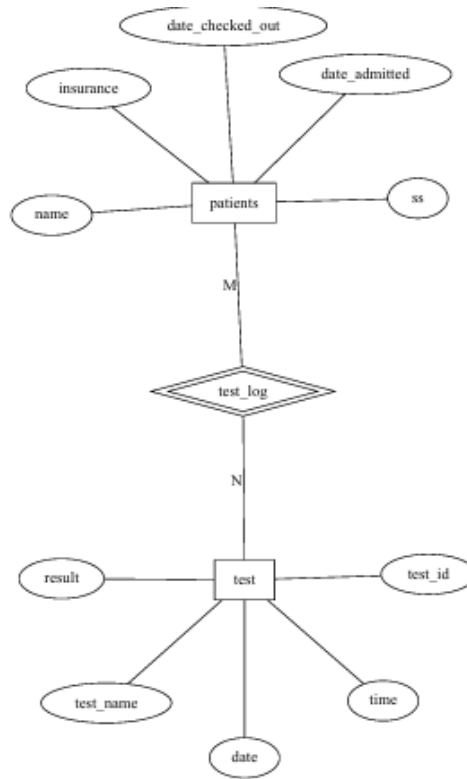 date_checked_out
date_admitted
insurance
patients
ss
name
M
test_log
N
result
test
test_id
test_name
time
date